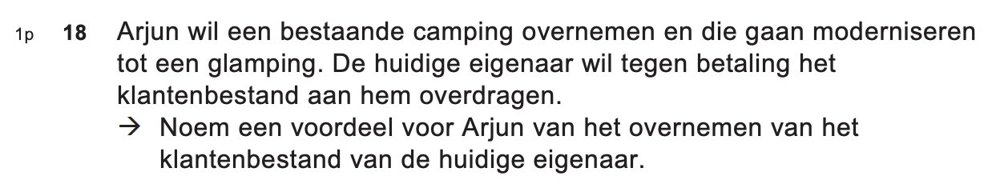 1p 18 Arjun wil een bestaande camping overnemen en die gaan moderniseren
tot een glamping. De huidige eigenaar wil tegen betaling het
klantenbestand aan hem overdragen.
→ Noem een voordeel voor Arjun van het overnemen van het
klantenbestand van de huidige eigenaar.